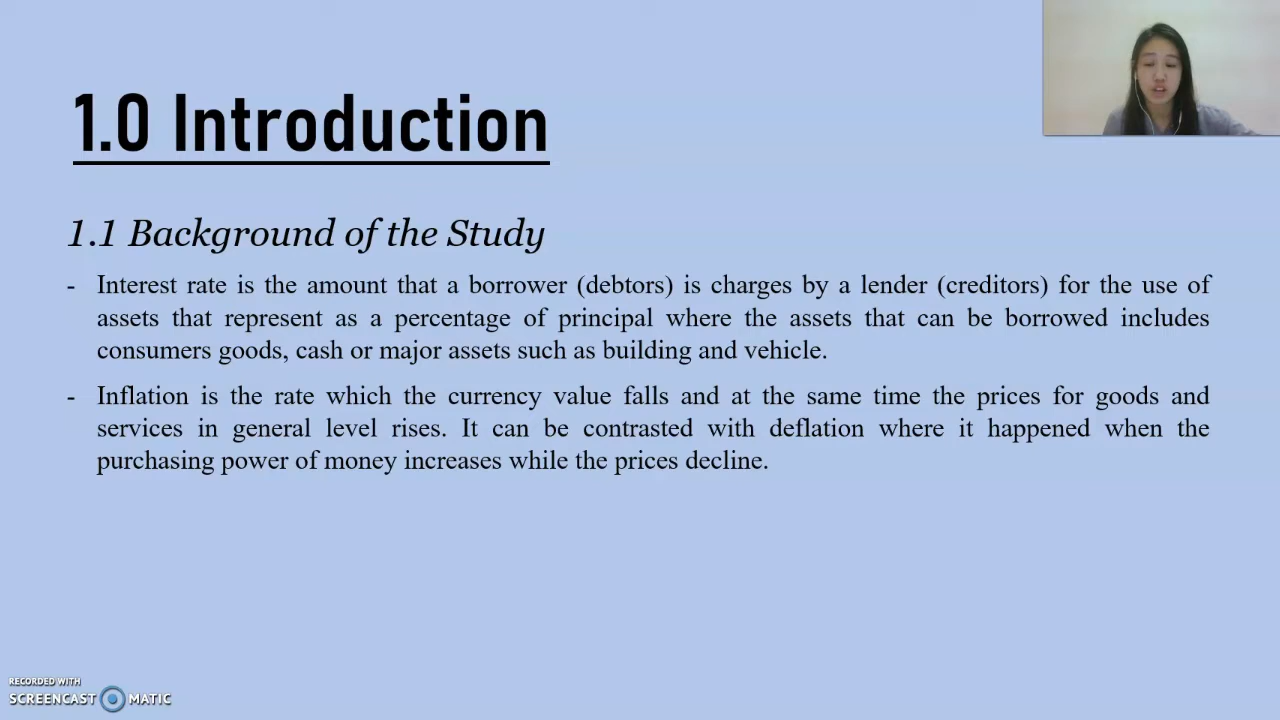 1.0 Introduction
1.1 Background of the Study
- Interest rate is the amount that a borrower (debtors) is charges by a lender (creditors) for the use of
assets that represent as a percentage of principal where the assets that can be borrowed includes
consumers goods, cash or major assets such as building and vehicle.
- Inflation is the rate which the currency value falls and at the same time the prices for goods and
services in general level rises. It can be contrasted with deflation where it happened when the
purchasing power of money increases while the prices decline.
RECORDED WITH
SCREENCAST MATIC